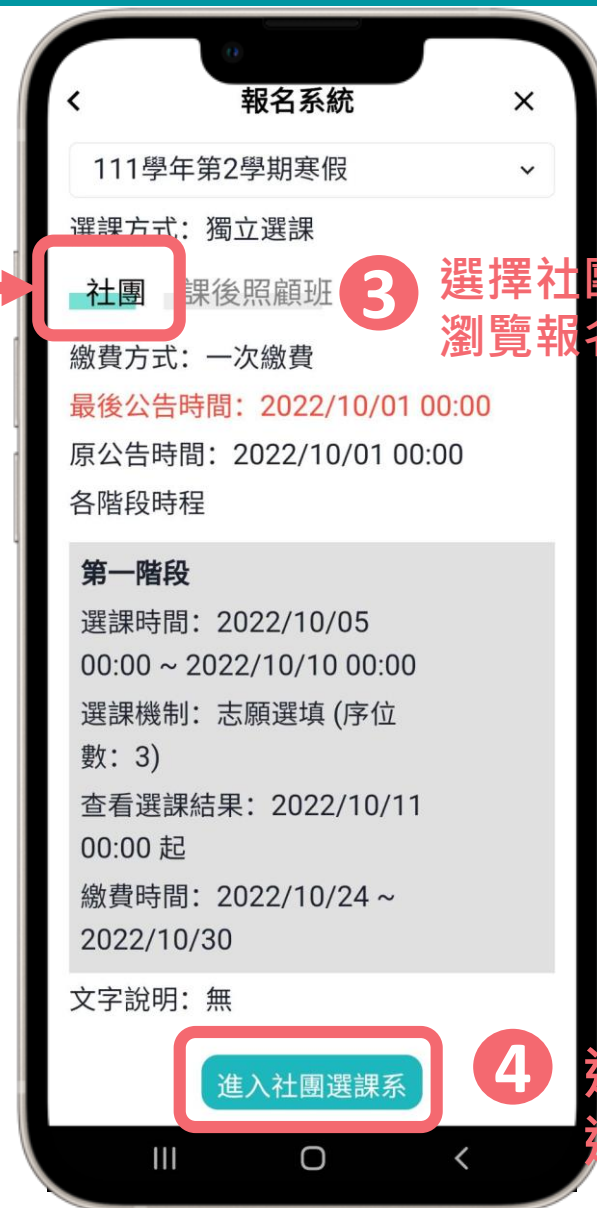 報名系統
111學年第2學期寒假
選課方式：獨立選課
社團 課後照顧班
3 選擇社團
瀏覽報名
繳費方式：一次繳費
最後公告時間：2022/10/01 00:00
原公告時間：2022/10/01 00:00
各階段時程
第一階段
選課時間：2022/10/05
00:00 ~ 2022/10/10 00:00
選課機制：志願選填 (序位
數：3)
查看選課結果：2022/10/11
00:00 起
繳費時間：2022/10/24 ~
2022/10/30
文字說明：無
進入社團選課系
4